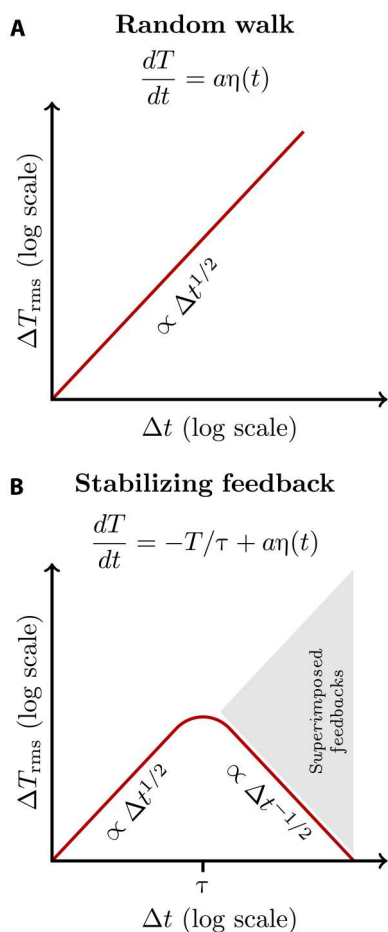 A
Random walk
dT/dt = aη(t)
ΔT_rms (log scale)
∝ Δt^{1/2}
Δt (log scale)
B
Stabilizing feedback
dT/dt = −T/τ + aη(t)
ΔT_rms (log scale)
∝ Δt^{1/2}
∝ Δt^{−1/2}
Superimposed
feedbacks
τ
Δt (log scale)